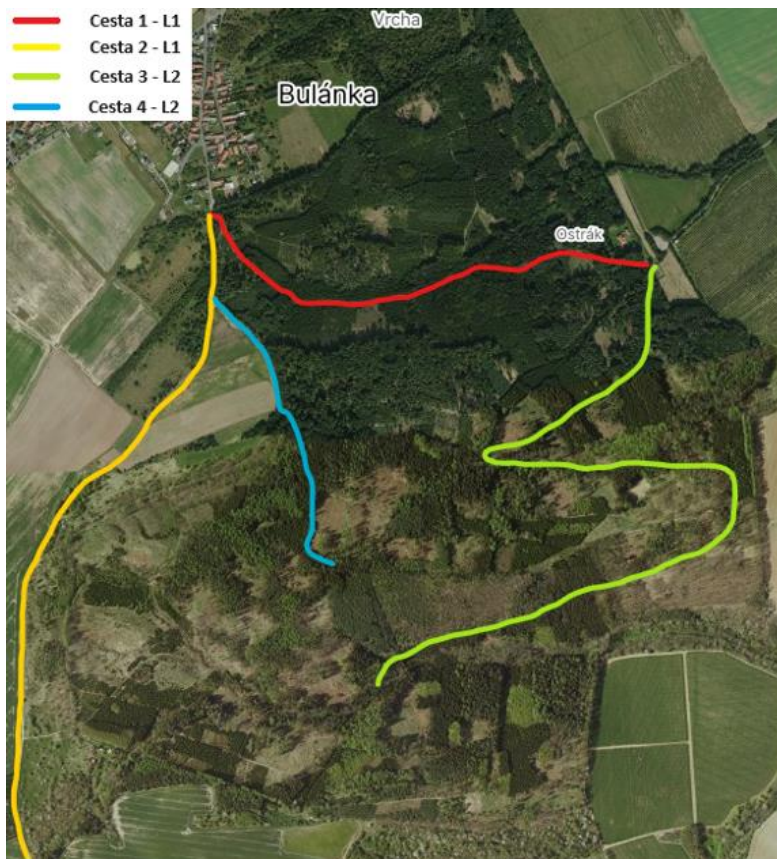 Cesta 1 - L1
Cesta 2 - L1
Cesta 3 - L2
Cesta 4 - L2
Vrcha
Bulánka
Ostrák